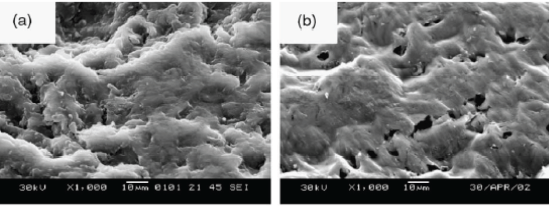 (a)
(b)
30kV X1,000 10µm 0101 21 45 SEI
30kV X1,000 10µm 30/APR/02